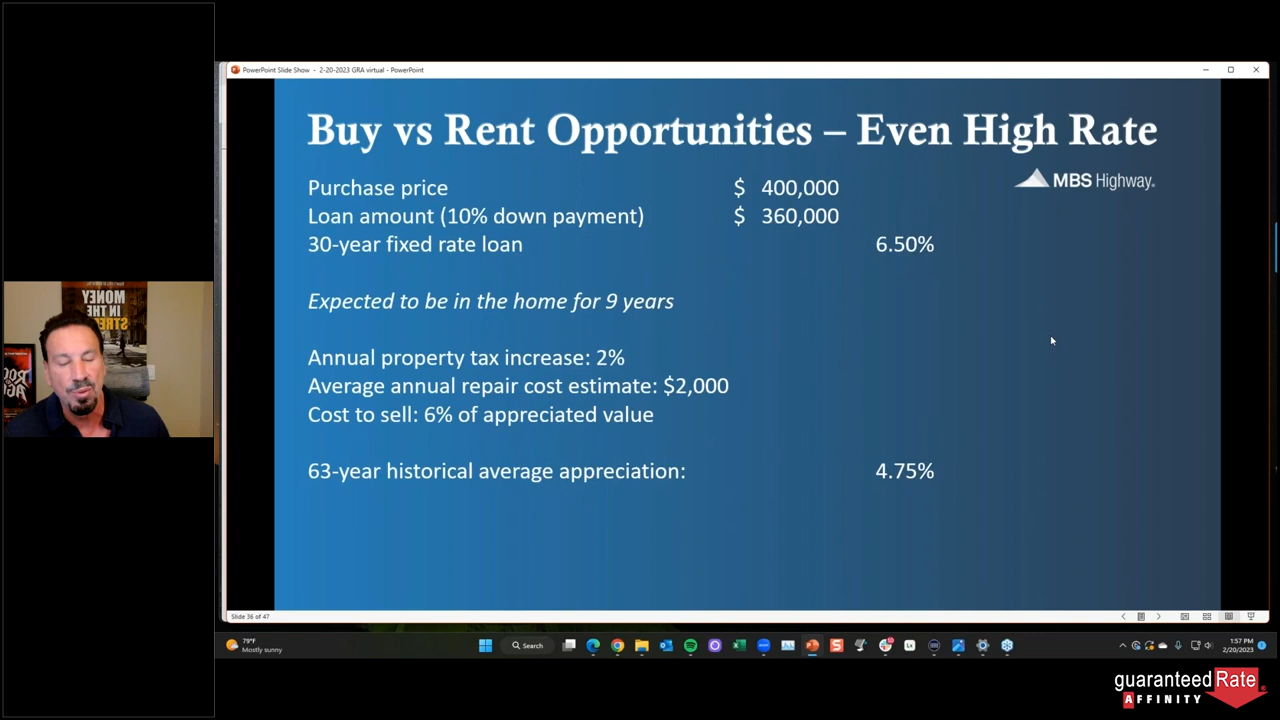 PowerPoint Slide Show - 2-20-2023 GRA virtual - PowerPoint
Buy vs Rent Opportunities – Even High Rate
MBS Highway.
Purchase price $ 400,000
Loan amount (10% down payment) $ 360,000
30-year fixed rate loan 6.50%
Expected to be in the home for 9 years
Annual property tax increase: 2%
Average annual repair cost estimate: $2,000
Cost to sell: 6% of appreciated value
63-year historical average appreciation: 4.75%
MONEY
IN THE
STREET
Slide 36 of 47
79°F
Mostly sunny
Search
1:57 PM
2/20/2023
guaranteed Rate
AFFINITY